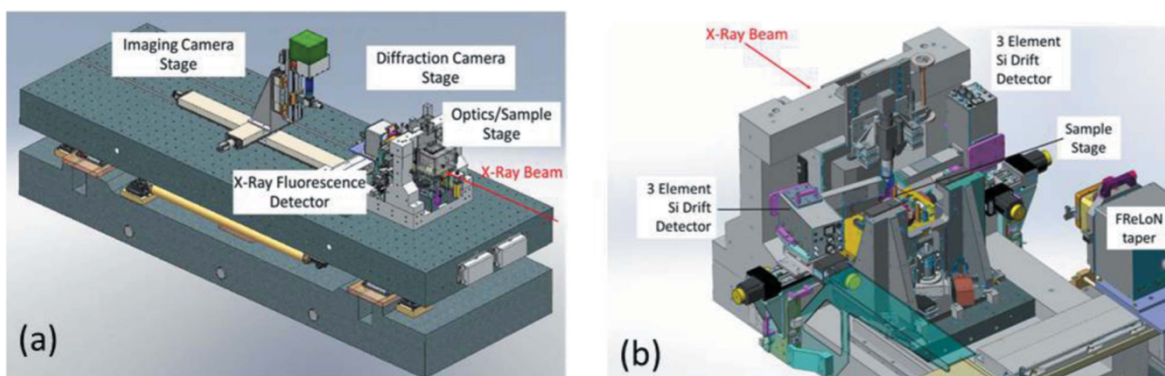 Imaging Camera
Stage
Diffraction Camera
Stage
Optics/Sample
Stage
X-Ray Beam
X-Ray Fluorescence
Detector
(a)
X-Ray Beam
3 Element
Si Drift
Detector
Sample
Stage
3 Element
Si Drift
Detector
FReLoN
taper
(b)